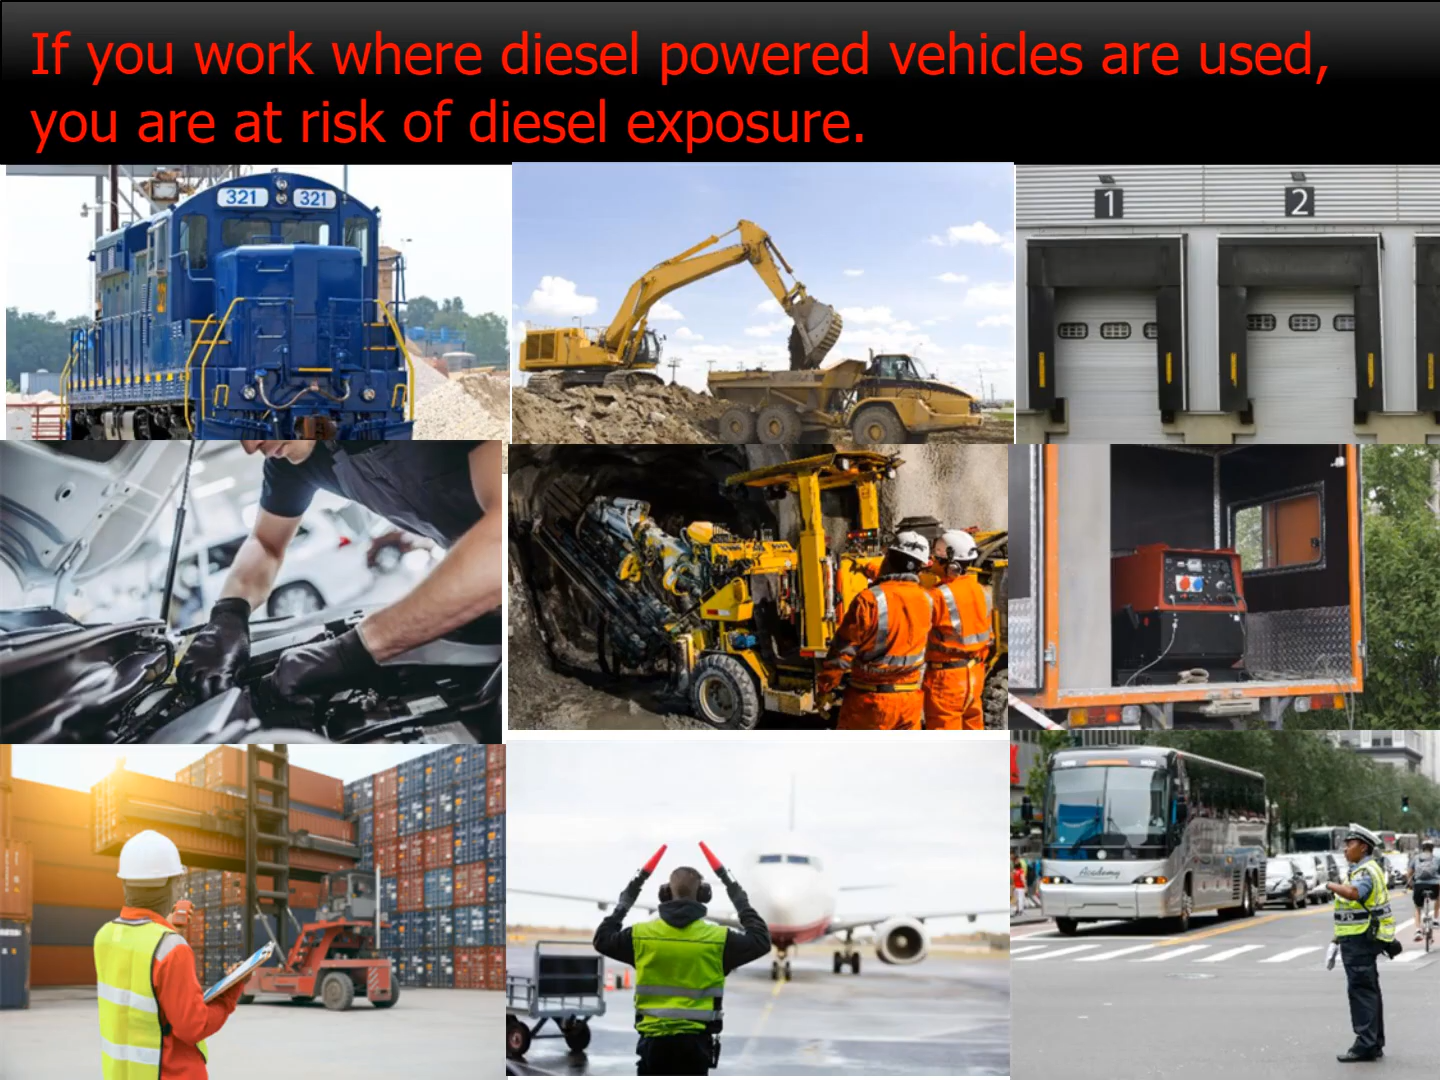 If you work where diesel powered vehicles are used,
you are at risk of diesel exposure.
321 321
1 2
Academy